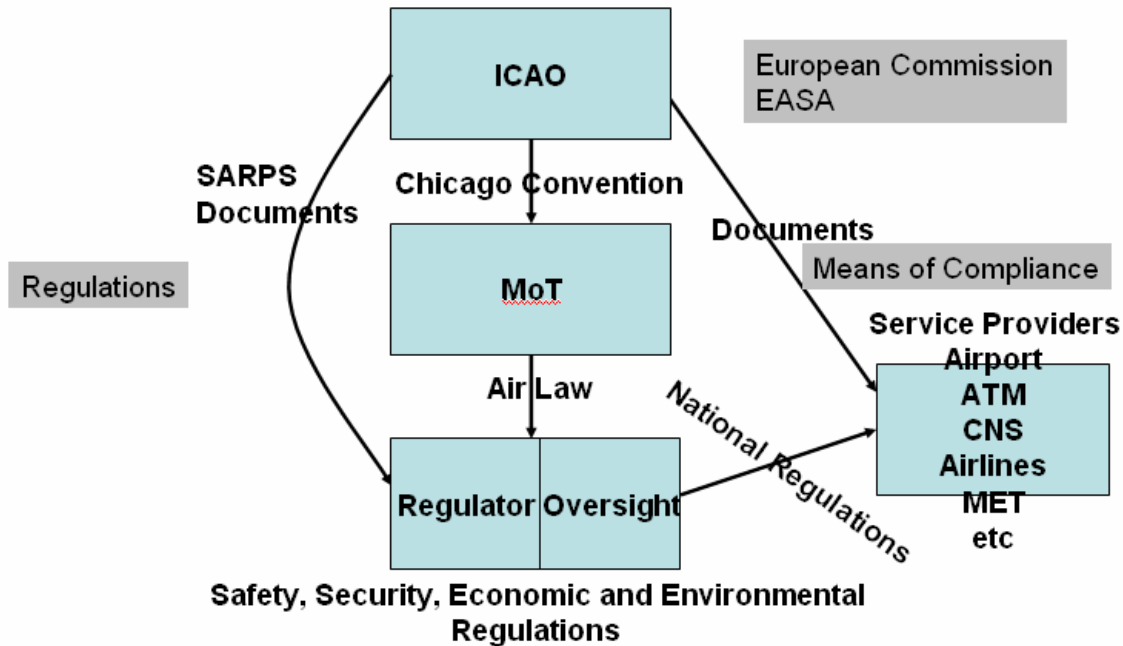 ICAO
European Commission
EASA
SARPS
Documents
Chicago Convention
Documents
Regulations
MoT
Means of Compliance
Service Providers
Airport
ATM
CNS
Airlines
MET
etc
Air Law
National Regulations
Regulator
Oversight
Safety, Security, Economic and Environmental
Regulations